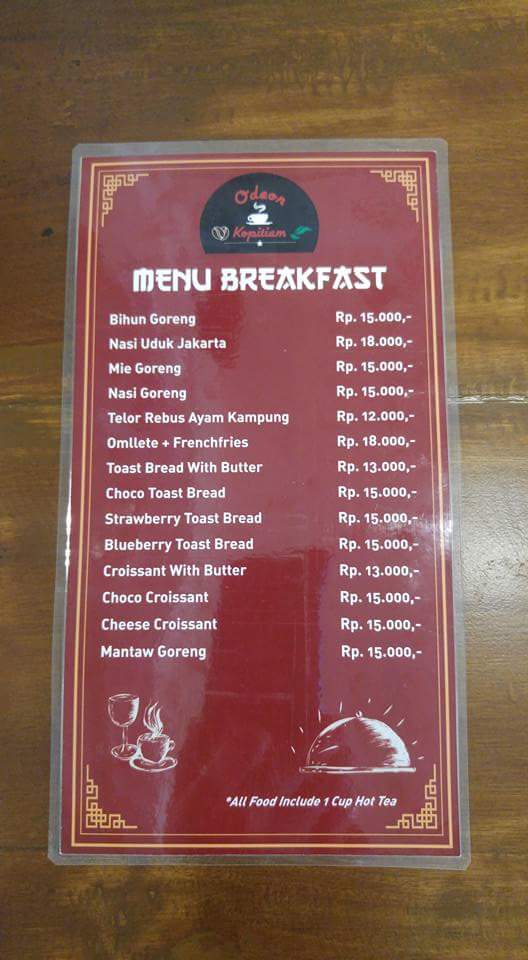 Odeon
Kopitiam
MENU BREAKFAST
Bihun Goreng Rp. 15.000,-
Nasi Uduk Jakarta Rp. 18.000,-
Mie Goreng Rp. 15.000,-
Nasi Goreng Rp. 15.000,-
Telor Rebus Ayam Kampung Rp. 12.000,-
Omllete + Frenchfries Rp. 18.000,-
Toast Bread With Butter Rp. 13.000,-
Choco Toast Bread Rp. 15.000,-
Strawberry Toast Bread Rp. 15.000,-
Blueberry Toast Bread Rp. 15.000,-
Croissant With Butter Rp. 13.000,-
Choco Croissant Rp. 15.000,-
Cheese Croissant Rp. 15.000,-
Mantaw Goreng Rp. 15.000,-
*All Food Include 1 Cup Hot Tea